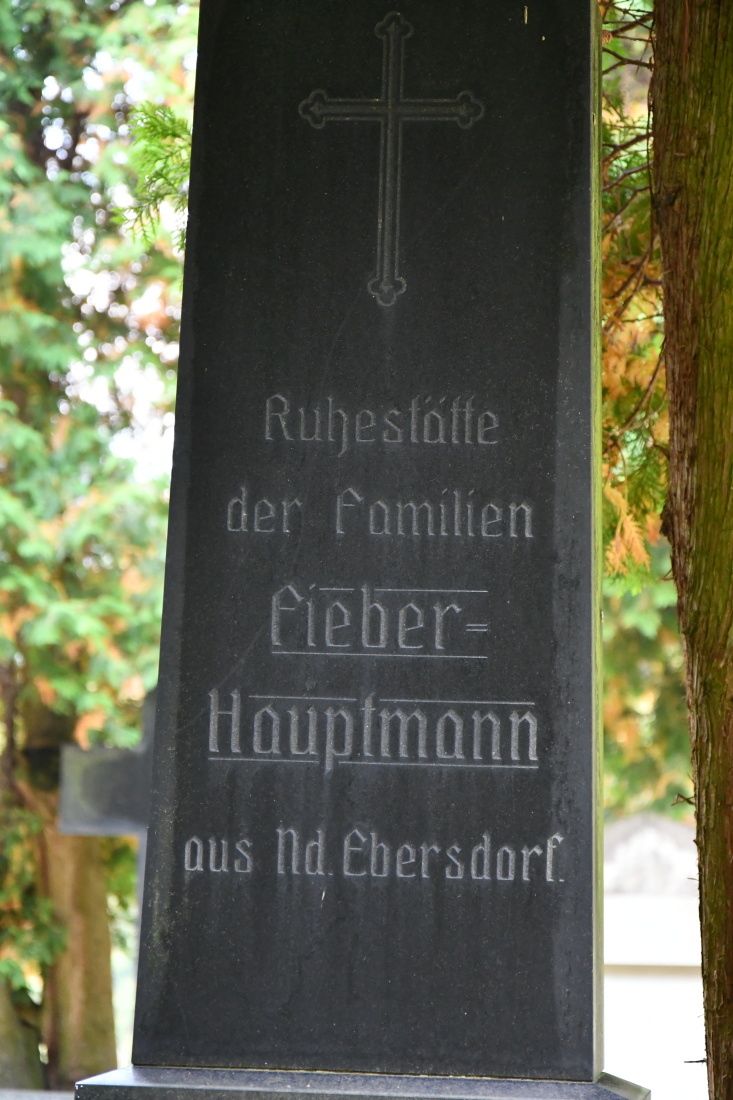 Ruhestätte
der Familien
Fieber=
Hauptmann
aus Nd. Ebersdorf.